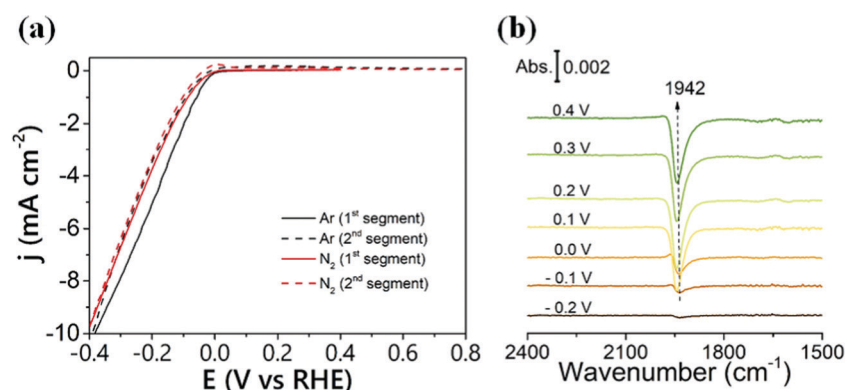 (a)
0
-2
-4
-6
-8
-10
j (mA cm⁻²)
Ar (1ˢᵗ segment)
Ar (2ⁿᵈ segment)
N₂ (1ˢᵗ segment)
N₂ (2ⁿᵈ segment)
-0.4 -0.2 0.0 0.2 0.4 0.6 0.8
E (V vs RHE)
(b)
Abs. 0.002
1942
0.4 V
0.3 V
0.2 V
0.1 V
0.0 V
- 0.1 V
- 0.2 V
2400 2100 1800 1500
Wavenumber (cm⁻¹)